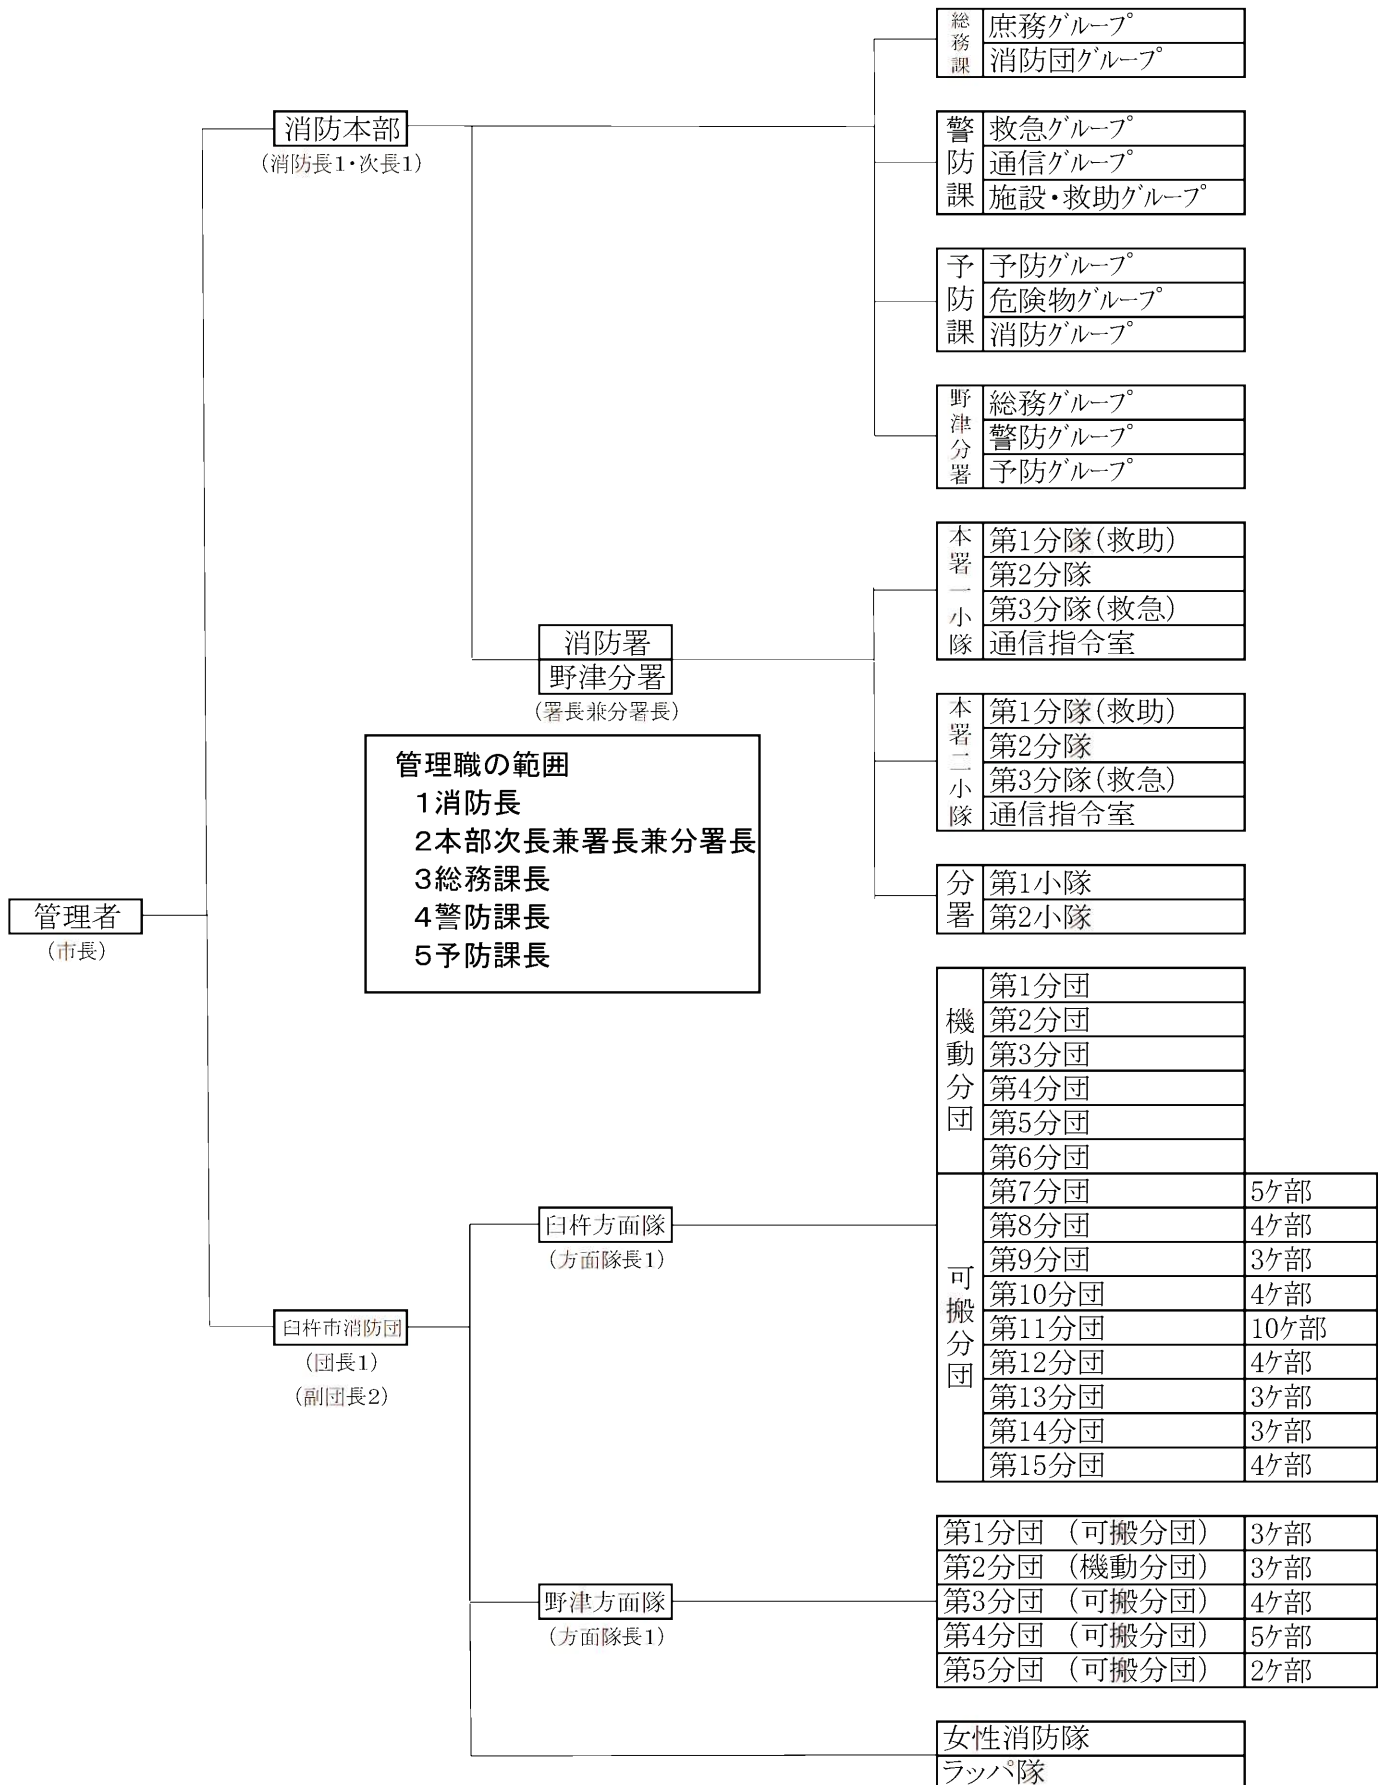 総務課
庶務グループ
消防団グループ
消防本部
(消防長1・次長1)
警防課
救急グループ
通信グループ
施設・救助グループ
予防課
予防グループ
危険物グループ
消防グループ
野津分署
総務グループ
警防グループ
予防グループ
本署一小隊
第1分隊(救助)
第2分隊
第3分隊(救急)
通信指令室
消防署
野津分署
(署長兼分署長)
本署二小隊
第1分隊(救助)
第2分隊
第3分隊(救急)
通信指令室
管理職の範囲
1消防長
2本部次長兼署長兼分署長
3総務課長
4警防課長
5予防課長
分署
第1小隊
第2小隊
管理者
(市長)
機動分団
第1分団
第2分団
第3分団
第4分団
第5分団
第6分団
臼杵方面隊
(方面隊長1)
可搬分団
第7分団 5ケ部
第8分団 4ケ部
第9分団 3ケ部
第10分団 4ケ部
第11分団 10ケ部
第12分団 4ケ部
第13分団 3ケ部
第14分団 3ケ部
第15分団 4ケ部
臼杵市消防団
(団長1)
(副団長2)
野津方面隊
(方面隊長1)
第1分団 (可搬分団) 3ケ部
第2分団 (機動分団) 3ケ部
第3分団 (可搬分団) 4ケ部
第4分団 (可搬分団) 5ケ部
第5分団 (可搬分団) 2ケ部
女性消防隊
ラッパ隊